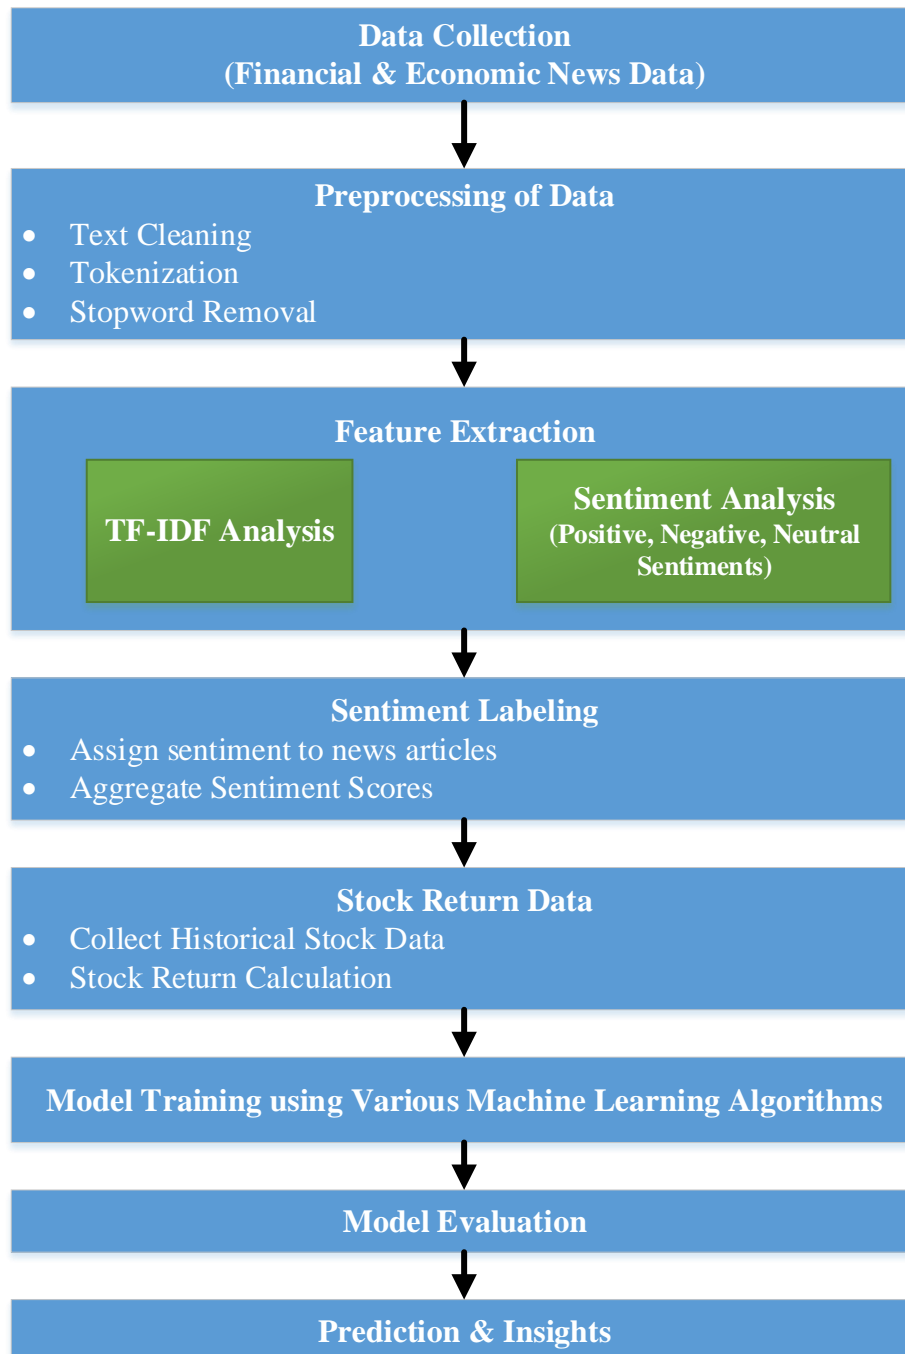 Data Collection
(Financial & Economic News Data)
Preprocessing of Data
• Text Cleaning
• Tokenization
• Stopword Removal
Feature Extraction
TF-IDF Analysis
Sentiment Analysis
(Positive, Negative, Neutral
Sentiments)
Sentiment Labeling
• Assign sentiment to news articles
• Aggregate Sentiment Scores
Stock Return Data
• Collect Historical Stock Data
• Stock Return Calculation
Model Training using Various Machine Learning Algorithms
Model Evaluation
Prediction & Insights